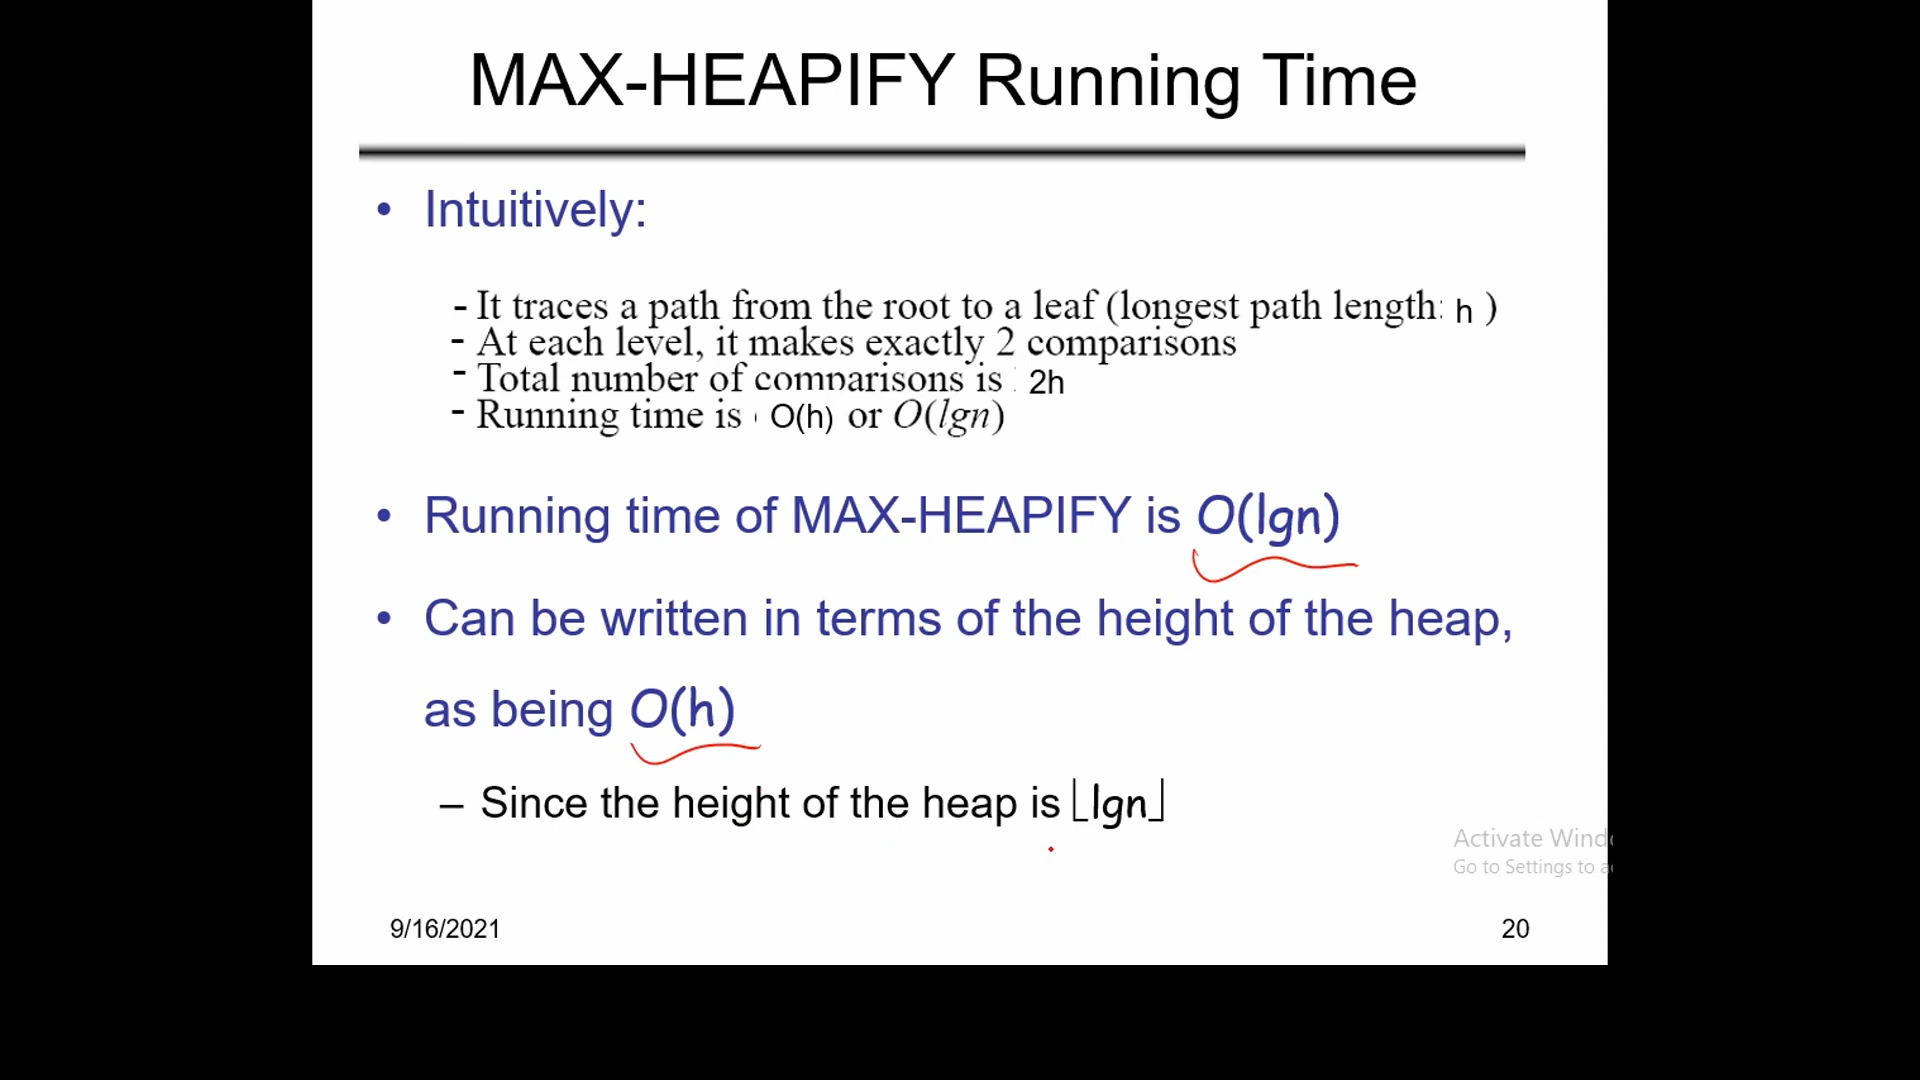 MAX-HEAPIFY Running Time
• Intuitively:
- It traces a path from the root to a leaf (longest path length: h )
- At each level, it makes exactly 2 comparisons
- Total number of comparisons is 2h
- Running time is O(h) or O(lgn)
• Running time of MAX-HEAPIFY is O(lgn)
• Can be written in terms of the height of the heap,
as being O(h)
– Since the height of the heap is ⌊lgn⌋
Activate Wind
Go to Settings to a
9/16/2021
20